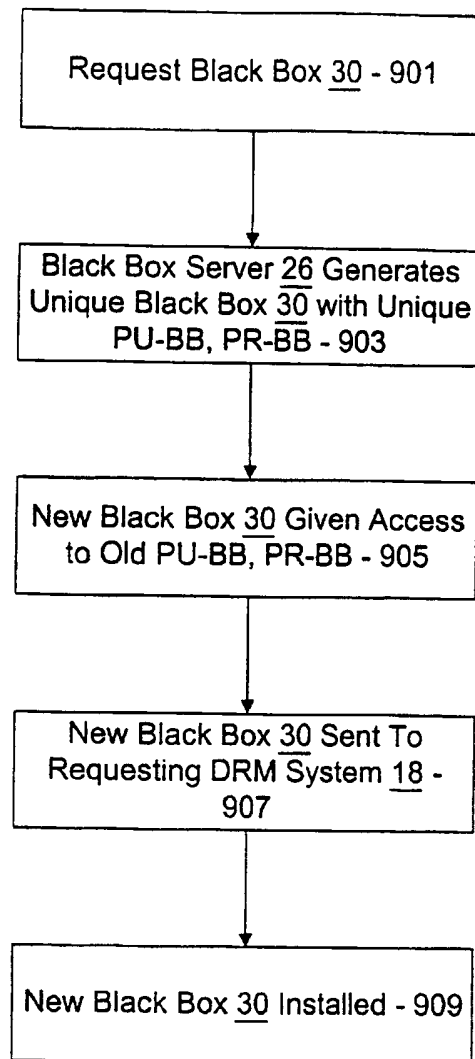 Request Black Box 30 - 901
Black Box Server 26 Generates
Unique Black Box 30 with Unique
PU-BB, PR-BB - 903
New Black Box 30 Given Access
to Old PU-BB, PR-BB - 905
New Black Box 30 Sent To
Requesting DRM System 18 -
907
New Black Box 30 Installed - 909